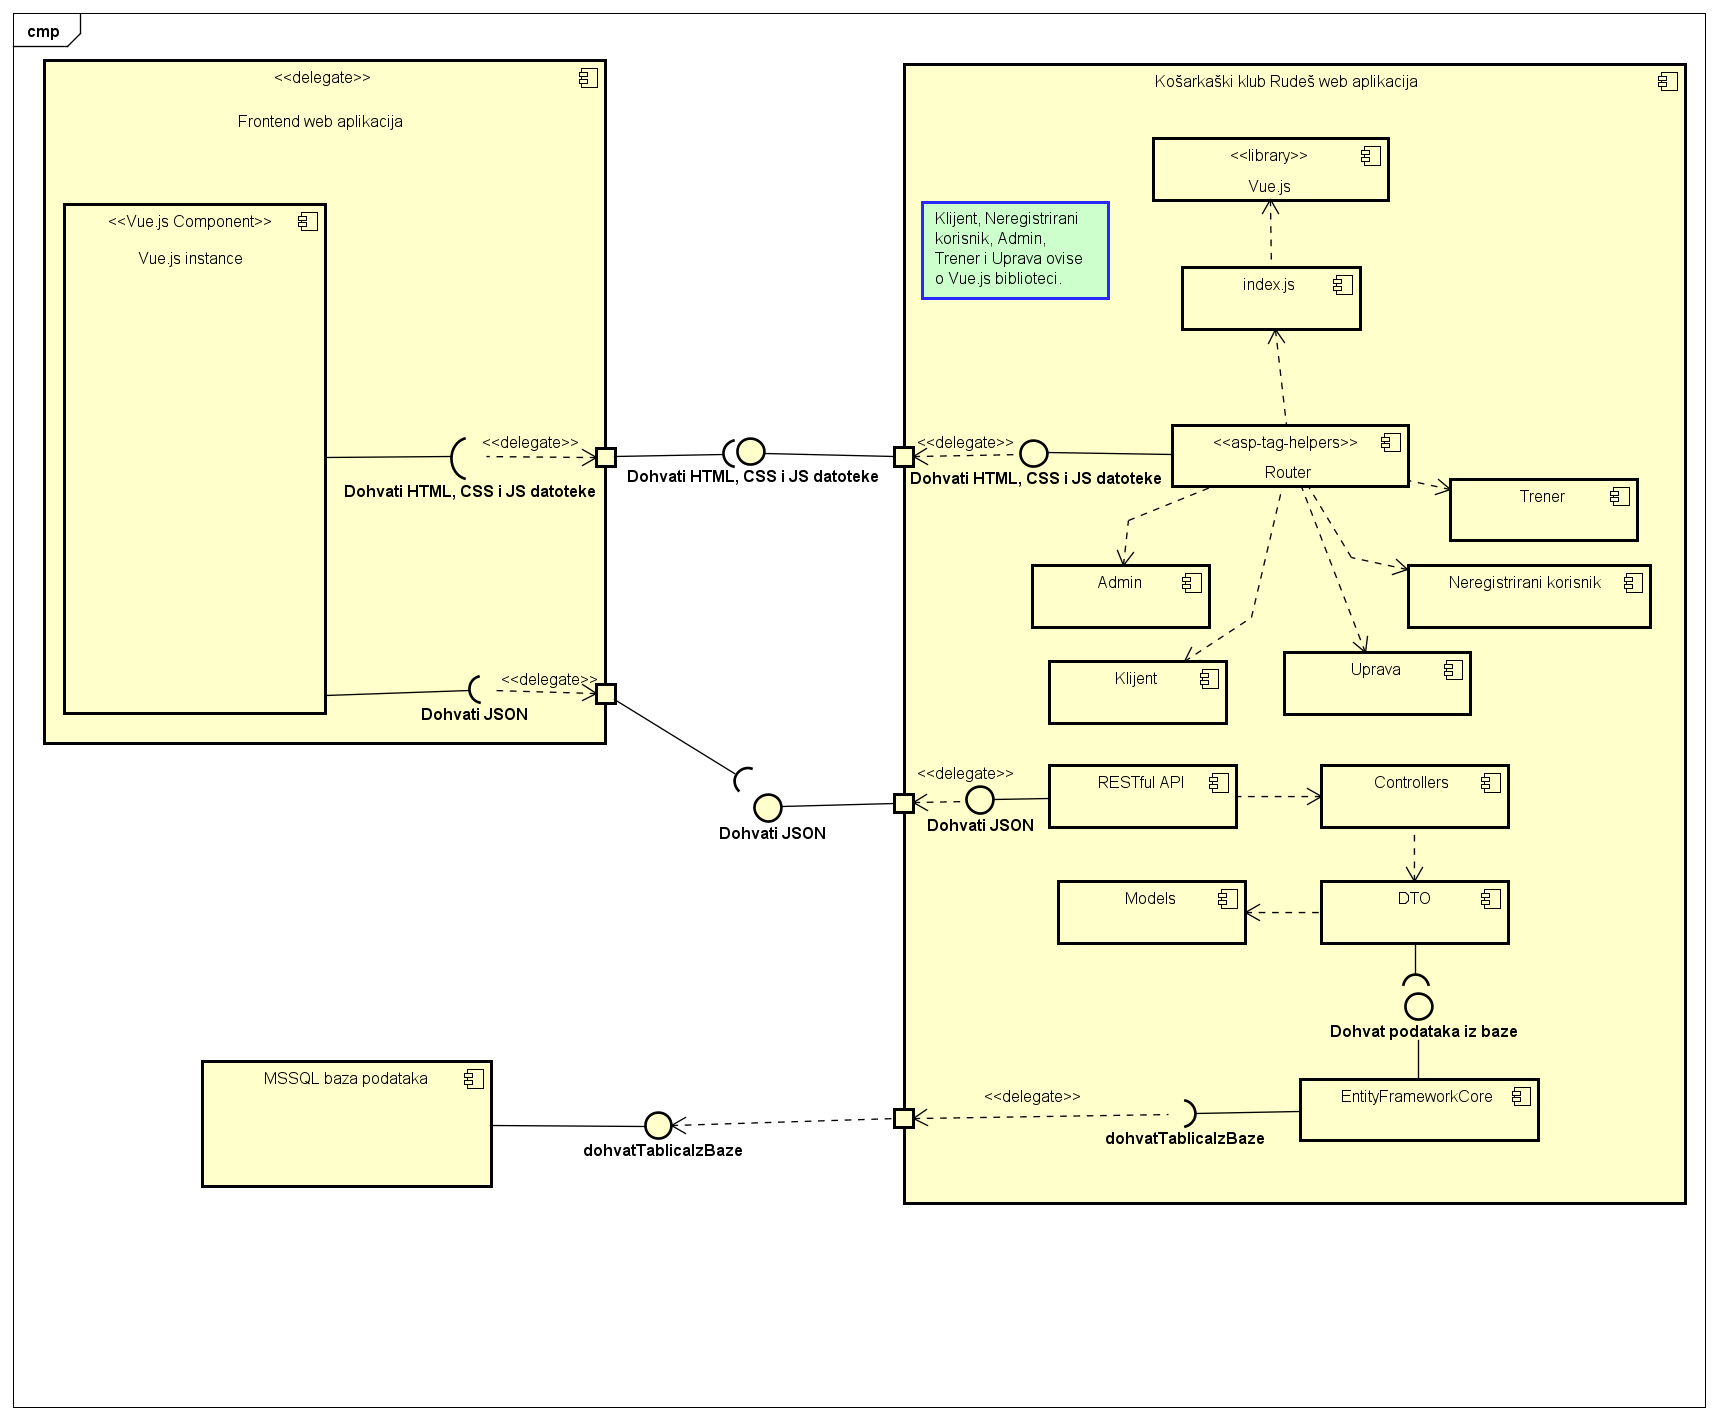 cmp
<<delegate>>
Frontend web aplikacija
<<Vue.js Component>>
Vue.js instance
<<delegate>>
Dohvati HTML, CSS i JS datoteke
<<delegate>>
Dohvati JSON
Dohvati HTML, CSS i JS datoteke
Dohvati JSON
MSSQL baza podataka
dohvatTablicaIzBaze
Košarkaški klub Rudeš web aplikacija
<<library>>
Vue.js
Klijent, Neregistrirani
korisnik, Admin,
Trener i Uprava ovise
o Vue.js biblioteci.
index.js
<<delegate>>
Dohvati HTML, CSS i JS datoteke
<<asp-tag-helpers>>
Router
Trener
Admin
Neregistrirani korisnik
Klijent
Uprava
<<delegate>>
Dohvati JSON
RESTful API
Controllers
Models
DTO
Dohvat podataka iz baze
<<delegate>>
dohvatTablicaIzBaze
EntityFrameworkCore